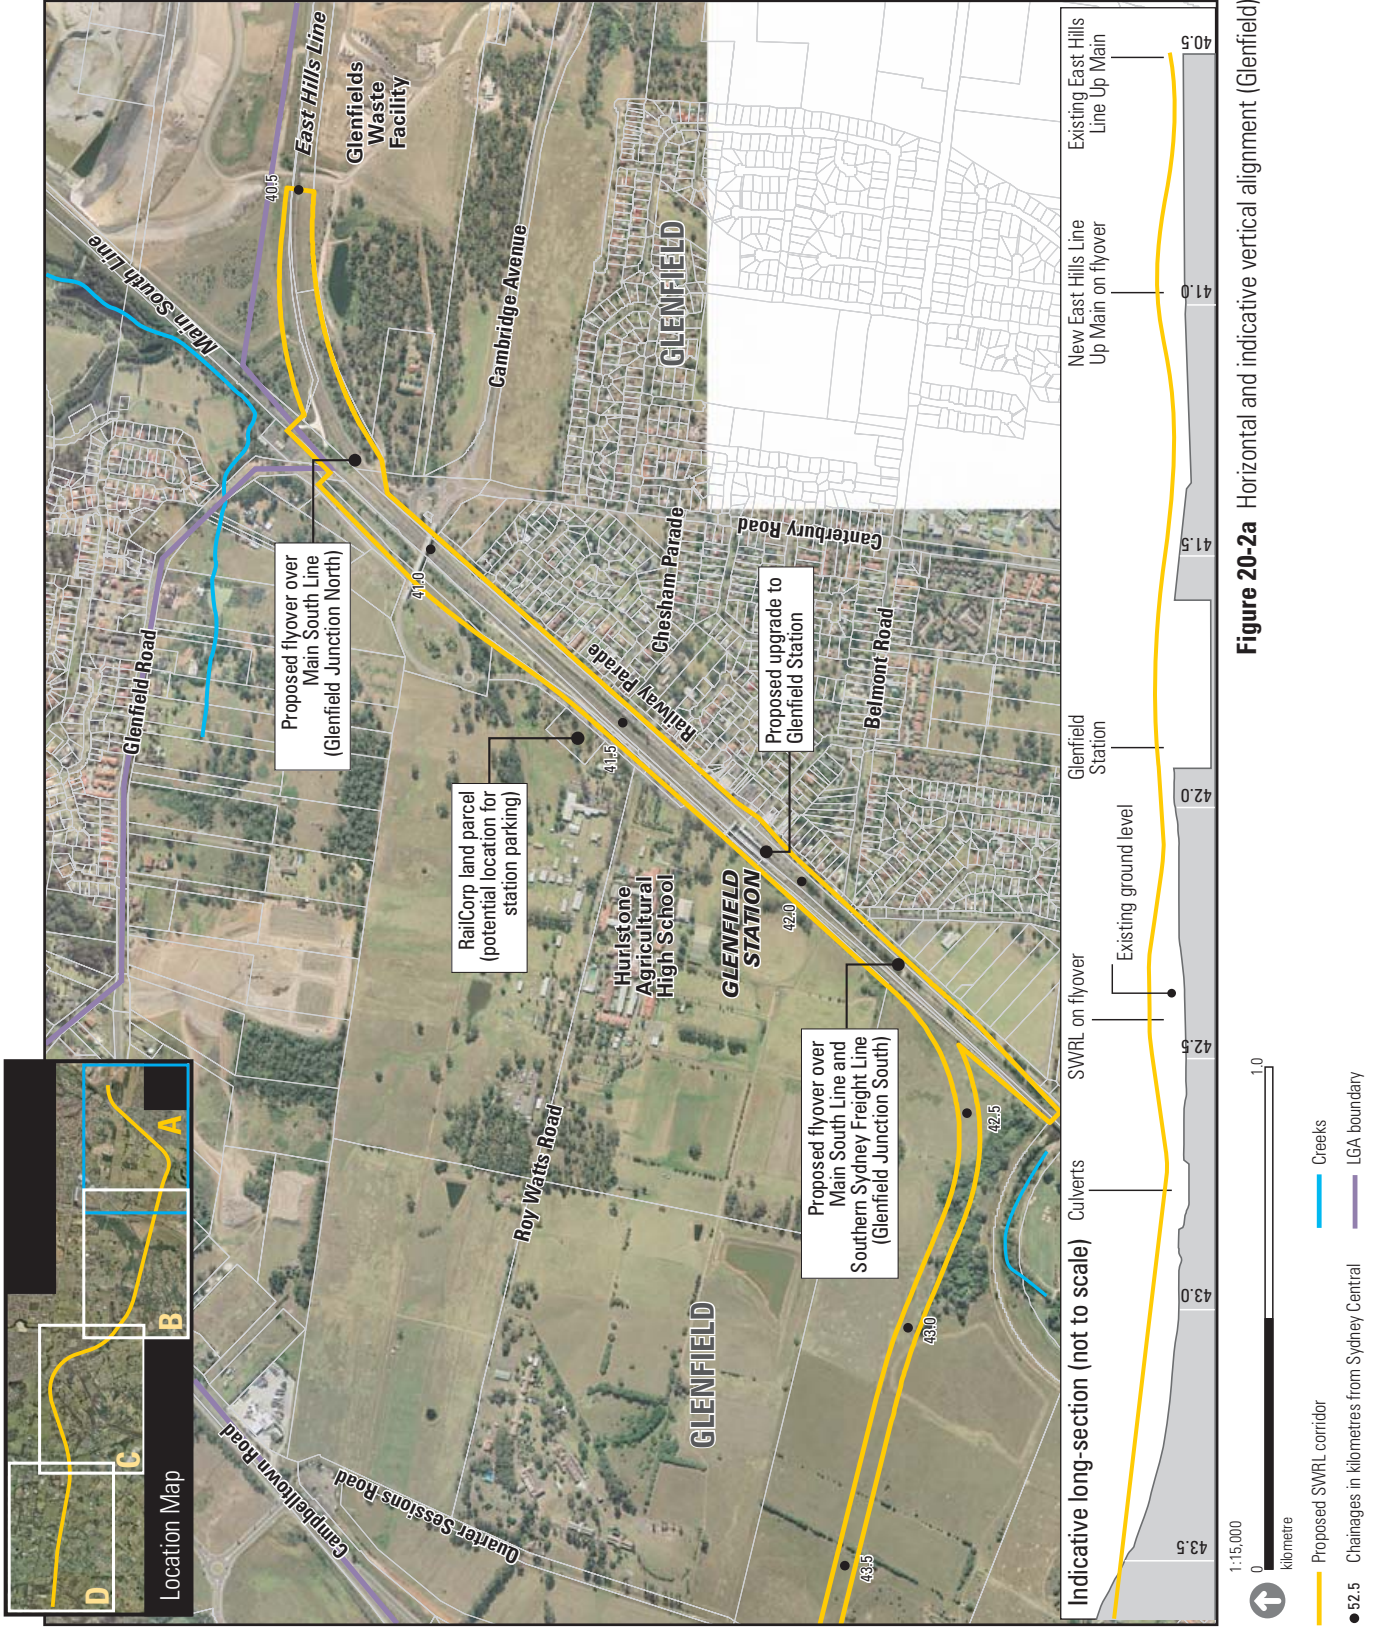 Location Map
A
B
C
D
East Hills Line
Glenfields
Waste
Facility
40.5
Main South Line
Cambridge Avenue
GLENFIELD
Glenfield Road
Proposed flyover over
Main South Line
(Glenfield Junction North)
41.0
Canterbury Road
Chesham Parade
Railway Parade
Belmont Road
Proposed upgrade to
Glenfield Station
RailCorp land parcel
(potential location for
station parking)
41.5
Hurlstone
Agricultural
High School
GLENFIELD
STATION
42.0
Roy Watts Road
Proposed flyover over
Main South Line and
Southern Sydney Freight Line
(Glenfield Junction South)
42.5
43.0
GLENFIELD
Campbelltown Road
Quarter Sessions Road
43.5
Indicative long-section (not to scale)
Culverts
SWRL on flyover
Existing ground level
Glenfield
Station
New East Hills Line
Up Main on flyover
Existing East Hills
Line Up Main
43.5
43.0
42.5
42.0
41.5
41.0
40.5
1:15,000
0
1.0
kilometre
Proposed SWRL corridor
52.5 Chainages in kilometres from Sydney Central
Creeks
LGA boundary
Figure 20-2a Horizontal and indicative vertical alignment (Glenfield)